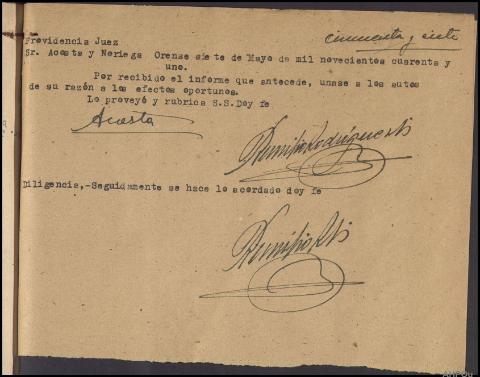 cincuenta y siete
Providencia Juez
Sr. Acosta y Noriega Orense siete de Mayo de mil novecientos cuarenta y
uno.
Por recibido el informe que antecede, unase a los autos
de su razón a los efectos oportunos.
Lo proveyó y rubrica S.S. Doy fe
Acosta
Diligencia,-Seguidamente se hace lo acordado doy fe